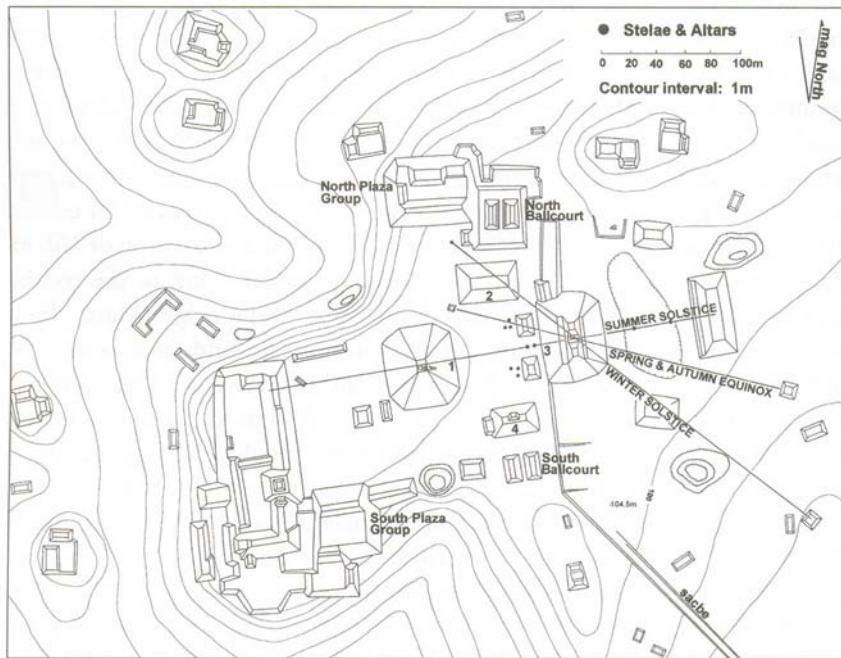 Stelae & Altars
0 20 40 60 80 100m
Contour interval: 1m
mag North
North Plaza
Group
North
Ballcourt
2
SUMMER SOLSTICE
1
3
SPRING & AUTUMN EQUINOX
WINTER SOLSTICE
4
South
Ballcourt
100
104.5m
South Plaza
Group
sacbe